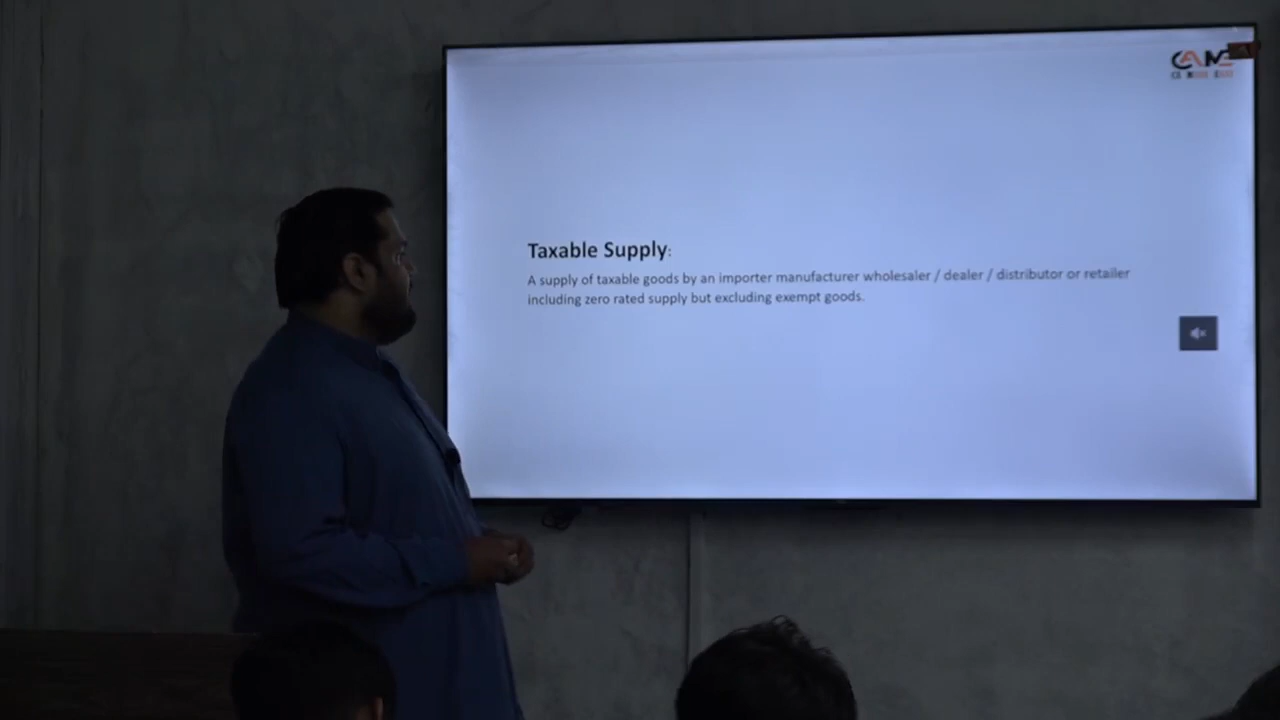 Taxable Supply:
A supply of taxable goods by an importer manufacturer wholesaler / dealer / distributor or retailer
including zero rated supply but excluding exempt goods.